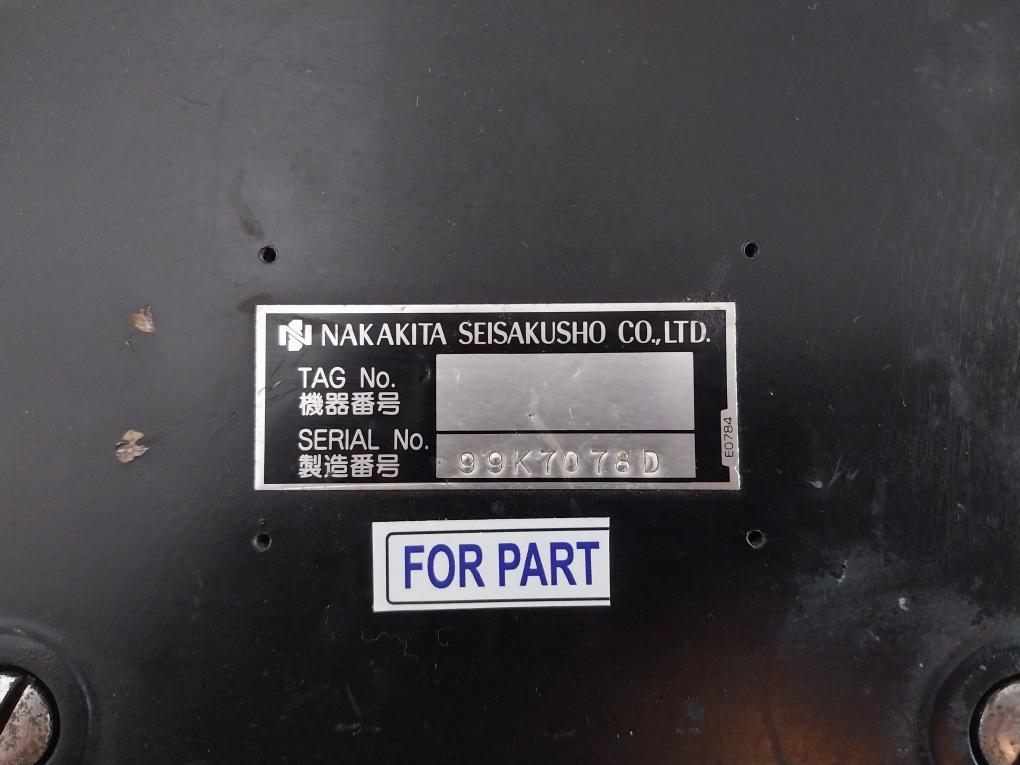 NAKAKITA SEISAKUSHO CO.,LTD.
TAG No.
機器番号
SERIAL No. 99K7078D
製造番号
E0784
FOR PART